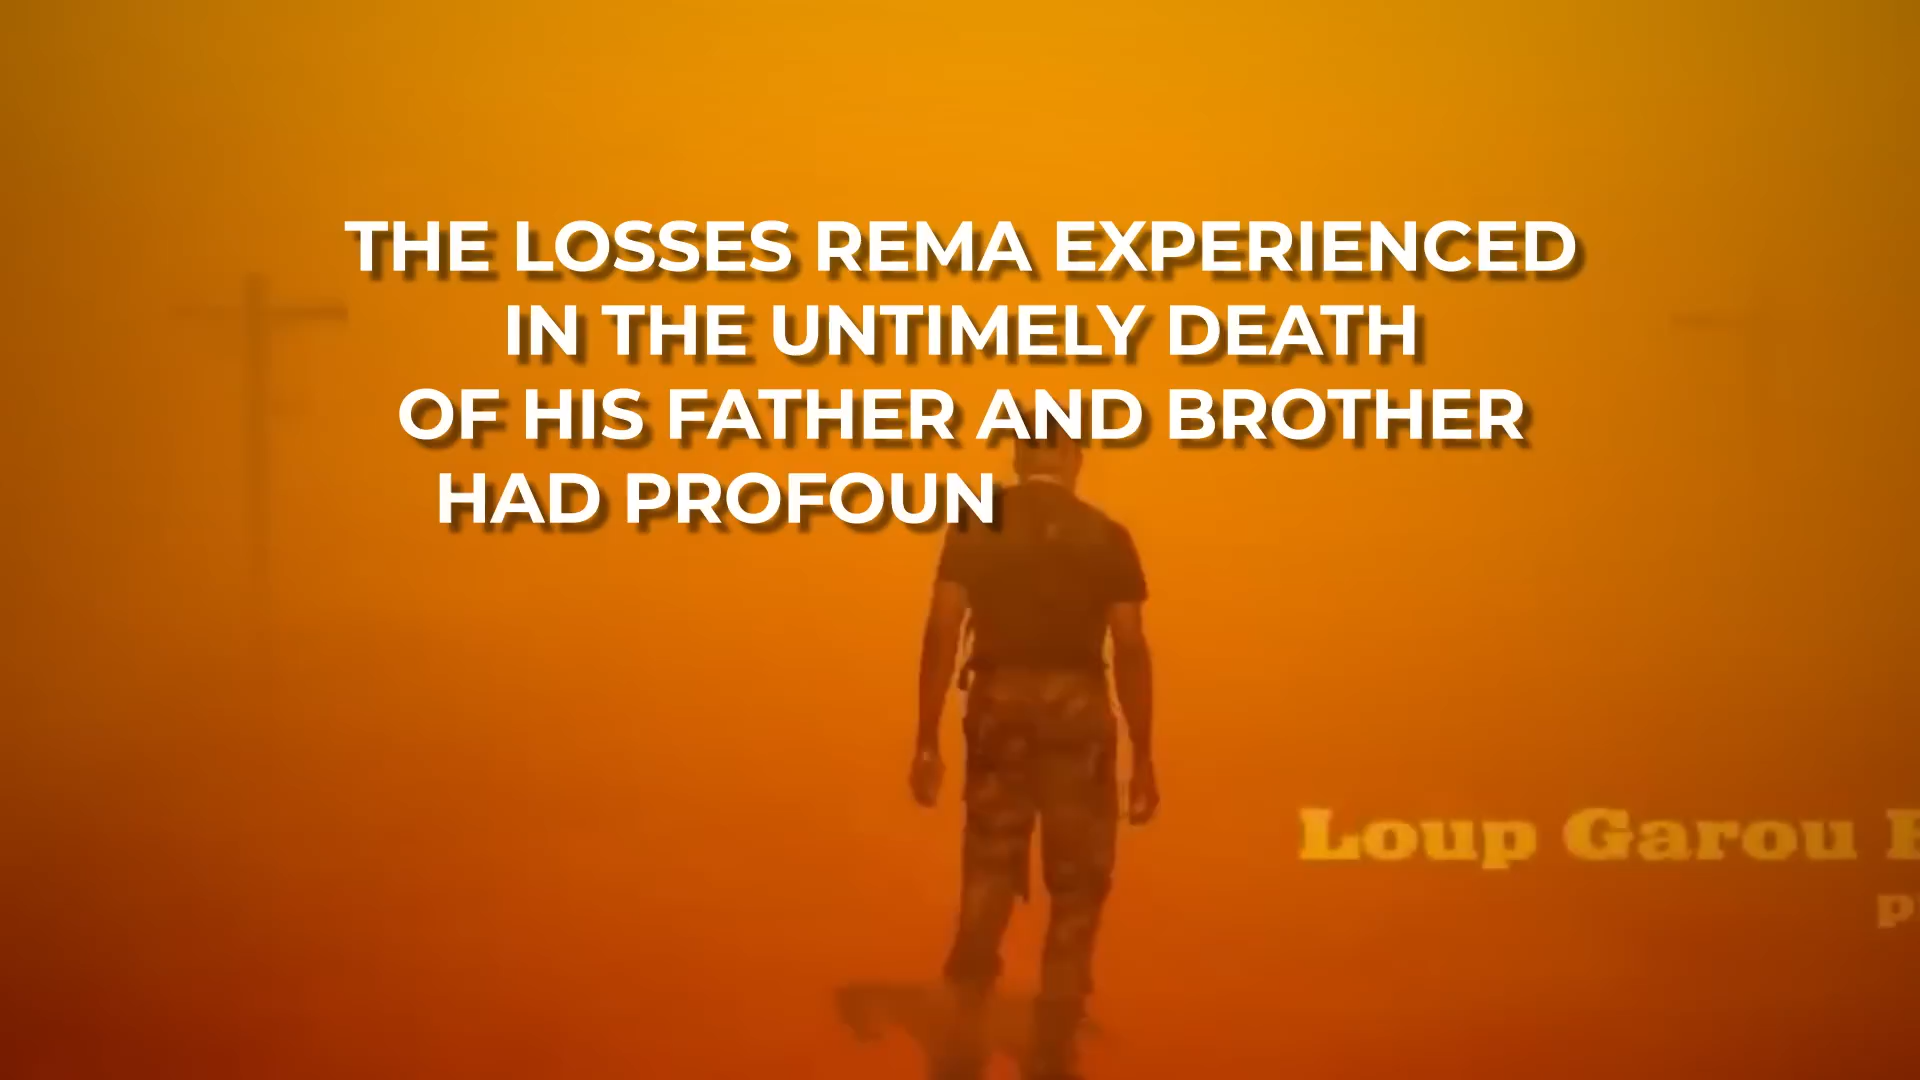 THE LOSSES REMA EXPERIENCED
IN THE UNTIMELY DEATH
OF HIS FATHER AND BROTHER
HAD PROFOUN
Loup Garou